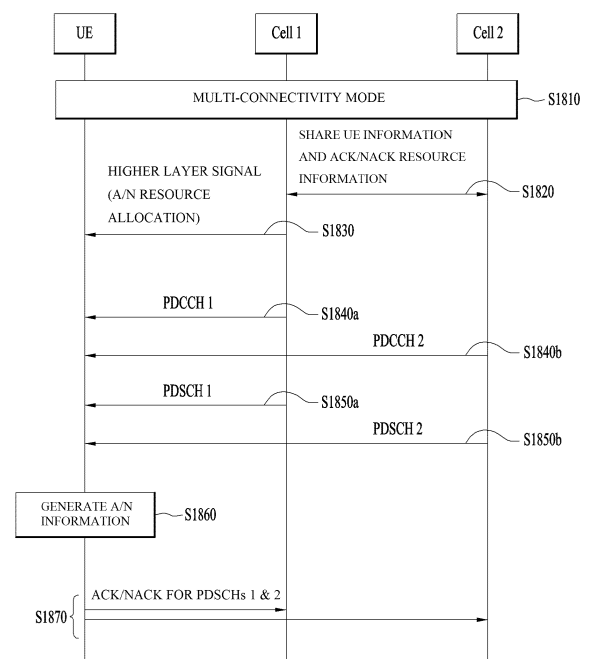 UE
Cell 1
Cell 2
MULTI-CONNECTIVITY MODE
S1810
SHARE UE INFORMATION
AND ACK/NACK RESOURCE
INFORMATION
S1820
HIGHER LAYER SIGNAL
(A/N RESOURCE
ALLOCATION)
S1830
PDCCH 1
S1840a
PDCCH 2
S1840b
PDSCH 1
S1850a
PDSCH 2
S1850b
GENERATE A/N
INFORMATION
S1860
ACK/NACK FOR PDSCHs 1 & 2
S1870